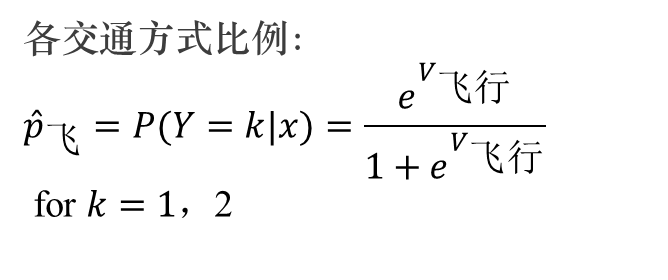 各交通方式比例：
p̂飞 = P(Y = k|x) = e^V飞行 / 1 + e^V飞行
for k = 1，2